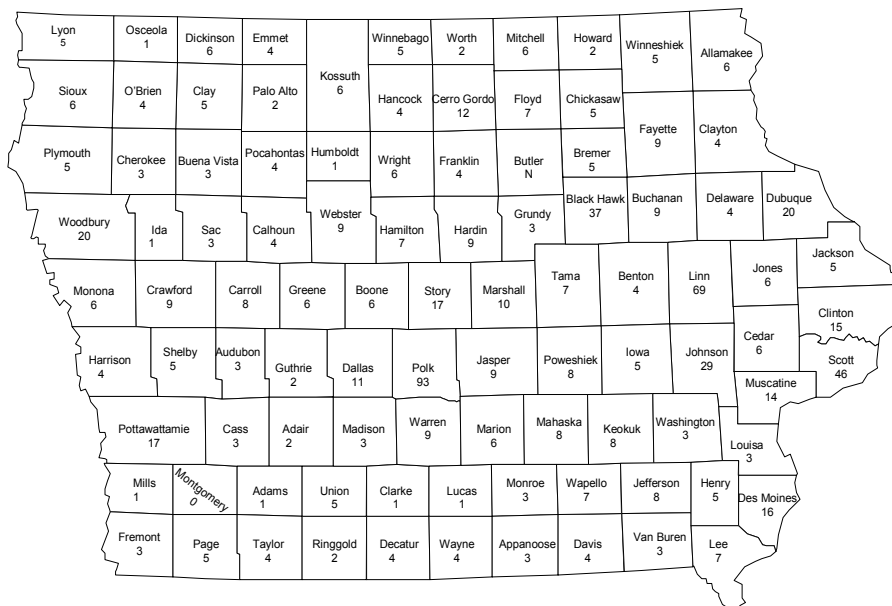 Lyon
5
Osceola
1
Dickinson
6
Emmet
4
Kossuth
6
Winnebago
5
Worth
2
Mitchell
6
Howard
2
Winneshiek
5
Allamakee
6
Sioux
6
O'Brien
4
Clay
5
Palo Alto
2
Hancock
4
Cerro Gordo
12
Floyd
7
Chickasaw
5
Fayette
9
Clayton
4
Plymouth
5
Cherokee
3
Buena Vista
3
Pocahontas
4
Humboldt
1
Wright
6
Franklin
4
Butler
N
Bremer
5
Woodbury
20
Ida
1
Sac
3
Calhoun
4
Webster
9
Hamilton
7
Hardin
9
Grundy
3
Black Hawk
37
Buchanan
9
Delaware
4
Dubuque
20
Monona
6
Crawford
9
Carroll
8
Greene
6
Boone
6
Story
17
Marshall
10
Tama
7
Benton
4
Linn
69
Jones
6
Jackson
5
Clinton
15
Harrison
4
Shelby
5
Audubon
3
Guthrie
2
Dallas
11
Polk
93
Jasper
9
Poweshiek
8
Iowa
5
Johnson
29
Cedar
6
Scott
46
Muscatine
14
Pottawattamie
17
Cass
3
Adair
2
Madison
3
Warren
9
Marion
6
Mahaska
8
Keokuk
8
Washington
3
Louisa
3
Mills
1
Montgomery
0
Adams
1
Union
5
Clarke
1
Lucas
1
Monroe
3
Wapello
7
Jefferson
8
Henry
5
Des Moines
16
Fremont
3
Page
5
Taylor
4
Ringgold
2
Decatur
4
Wayne
4
Appanoose
3
Davis
4
Van Buren
3
Lee
7